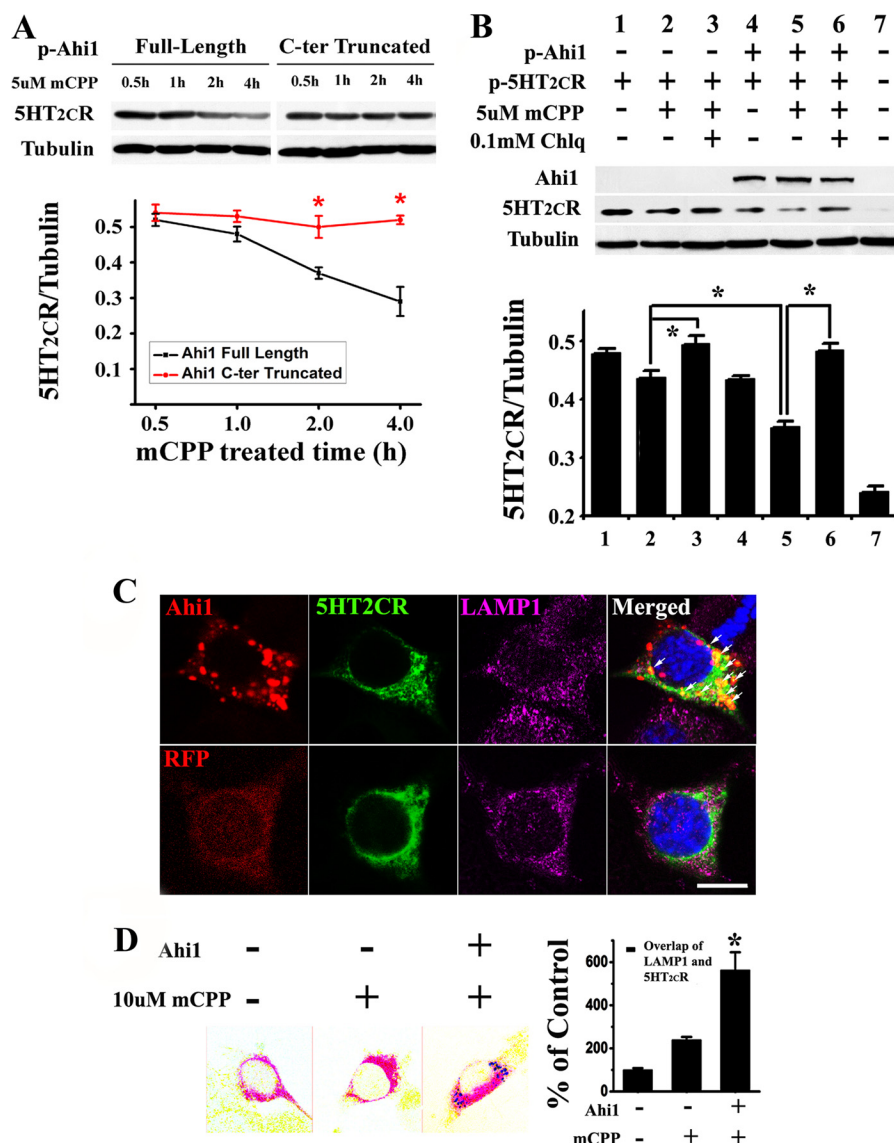 A
p-Ahi1 Full-Length C-ter Truncated
5uM mCPP 0.5h 1h 2h 4h 0.5h 1h 2h 4h
5HT2CR
Tubulin
* *
0.5
0.4
0.3
0.2
0.1
5HT2CR/Tubulin
Ahi1 Full Length
Ahi1 C-ter Truncated
0.5 1.0 2.0 4.0
mCPP treated time (h)
B
1 2 3 4 5 6 7
p-Ahi1 - - - + + + -
p-5HT2CR + + + + + + -
5uM mCPP - + + - + + -
0.1mM Chlq - - + - - + -
Ahi1
5HT2CR
Tubulin
* * *
0.5
0.4
0.3
0.2
5HT2CR/Tubulin
1 2 3 4 5 6 7
C
Ahi1 5HT2CR LAMP1 Merged
RFP
D
Ahi1 - - +
10uM mCPP - + +
% of Control
Overlap of
LAMP1 and
5HT2CR
*
600
400
200
0
Ahi1 - - +
mCPP - + +